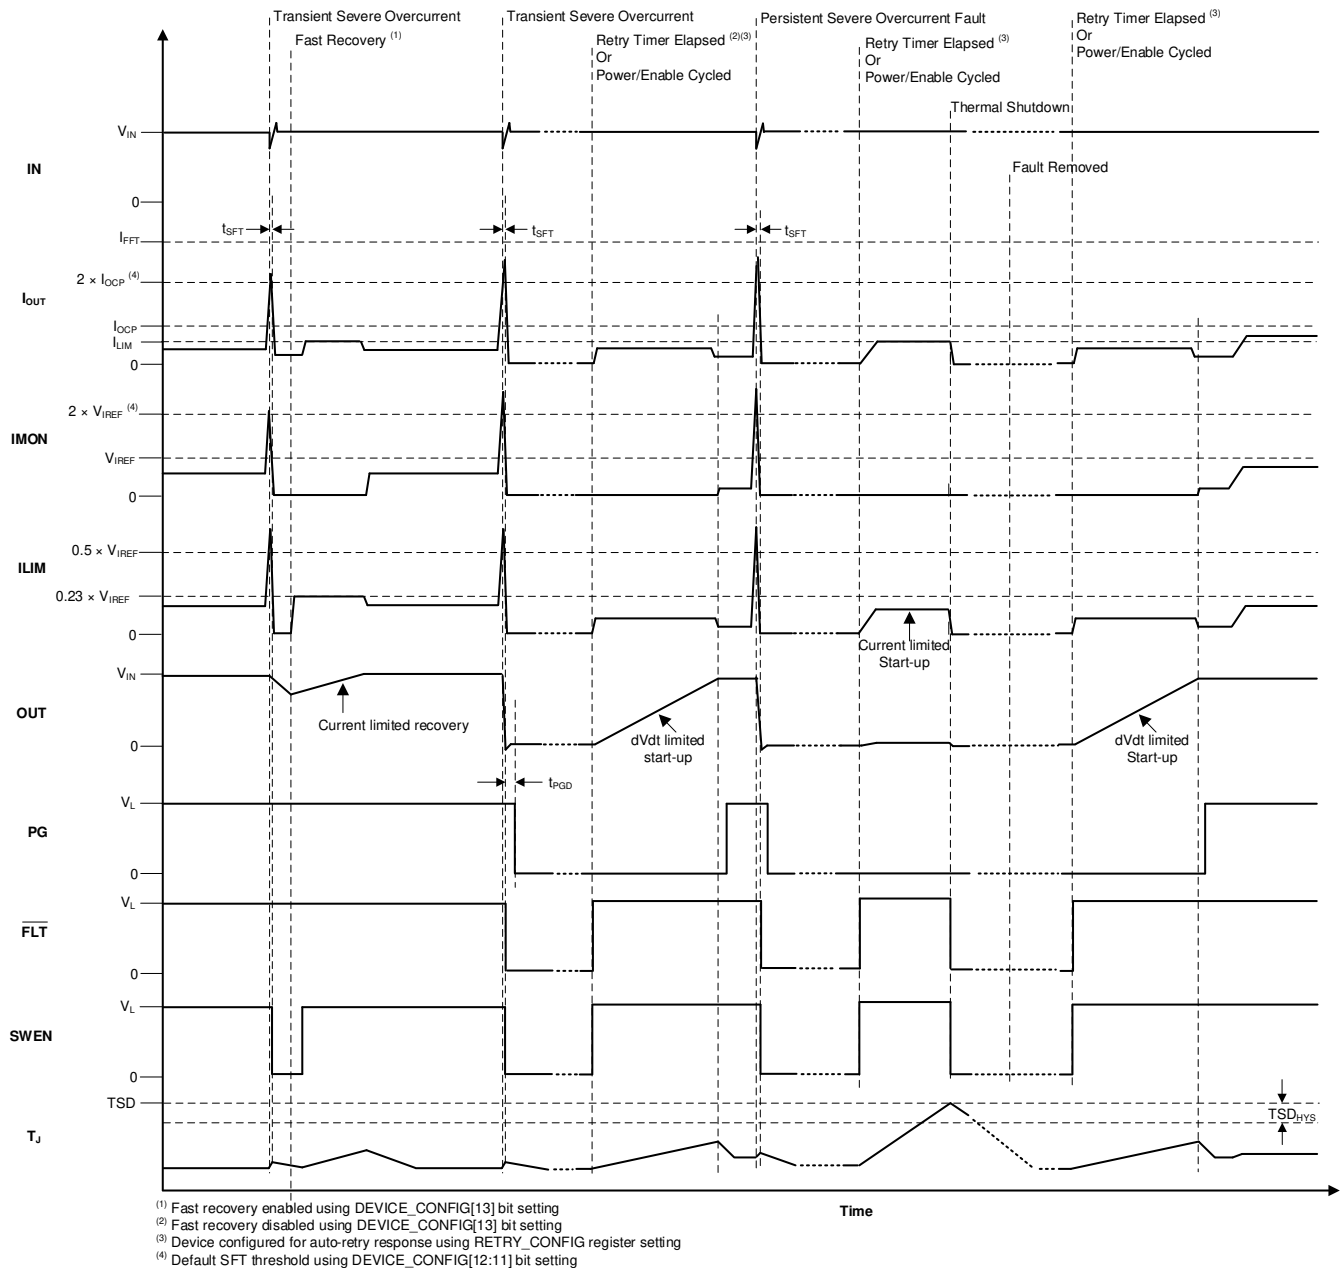 Transient Severe Overcurrent
Fast Recovery (1)
Transient Severe Overcurrent
Retry Timer Elapsed (2)(3)
Or
Power/Enable Cycled
Persistent Severe Overcurrent Fault
Retry Timer Elapsed (3)
Or
Power/Enable Cycled
Thermal Shutdown
Retry Timer Elapsed (3)
Or
Power/Enable Cycled
Fault Removed
IN
VIN
0
tSFT
tSFT
tSFT
IOUT
IFFT
2 × IOCP (4)
IOCP
ILIM
0
IMON
2 × VIREF (4)
VIREF
0
ILIM
0.5 × VIREF
0.23 × VIREF
0
Current limited
Start-up
OUT
VIN
0
Current limited recovery
dVdt limited
start-up
dVdt limited
Start-up
tPGD
PG
VL
0
FLT
VL
0
SWEN
VL
0
TJ
TSD
TSDHYS
Time
(1) Fast recovery enabled using DEVICE_CONFIG[13] bit setting
(2) Fast recovery disabled using DEVICE_CONFIG[13] bit setting
(3) Device configured for auto-retry response using RETRY_CONFIG register setting
(4) Default SFT threshold using DEVICE_CONFIG[12:11] bit setting